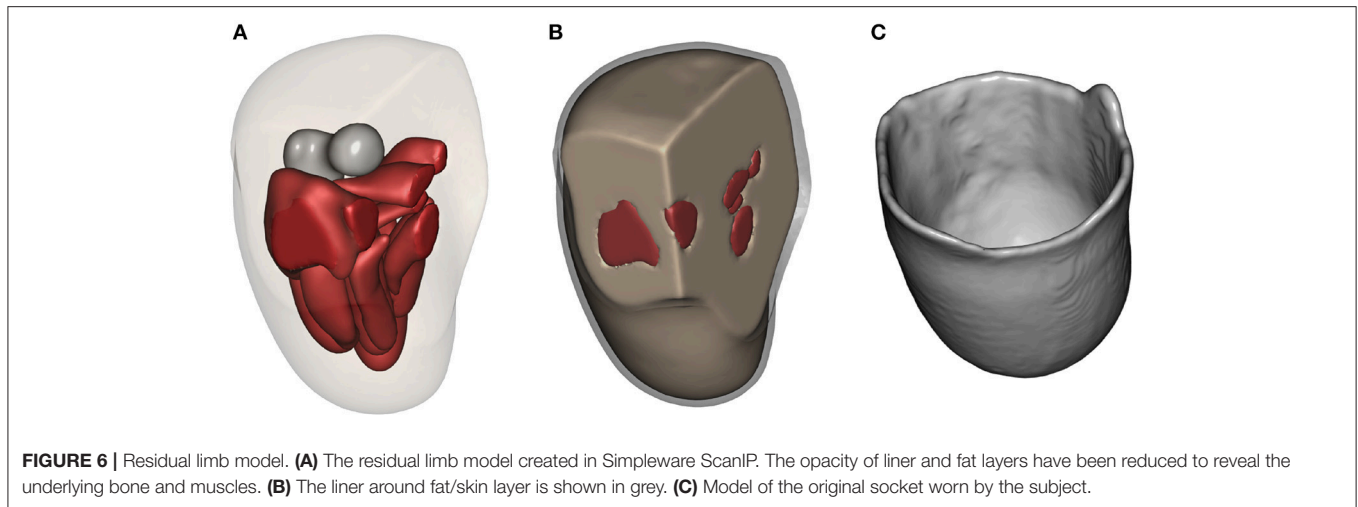 A
B
C
FIGURE 6 | Residual limb model. (A) The residual limb model created in Simpleware ScanIP. The opacity of liner and fat layers have been reduced to reveal the
underlying bone and muscles. (B) The liner around fat/skin layer is shown in grey. (C) Model of the original socket worn by the subject.